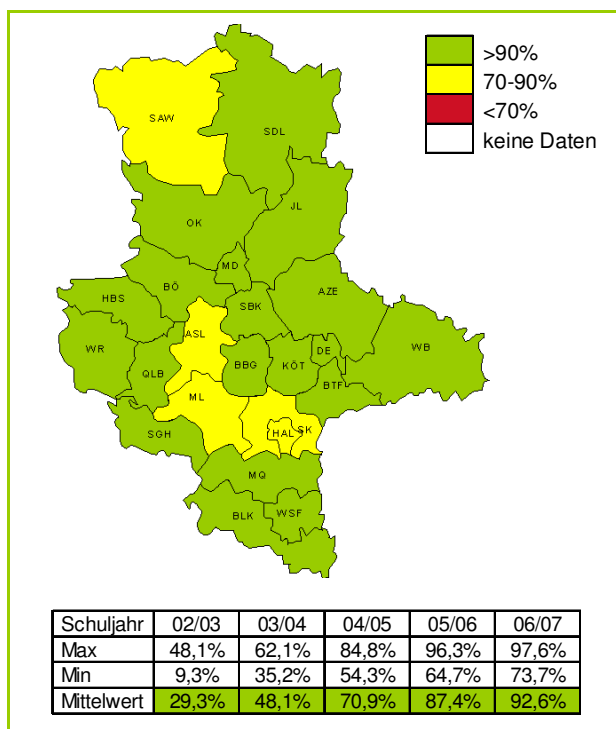 >90%
70-90%
<70%
keine Daten
SAW
SDL
JL
OK
MD
BÖ
HBS
AZE
SBK
ASL
WR
DE
WB
QLB
BBG
KÖT
BTF
ML
SGH
HAL SK
MQ
BLK WSF
Schuljahr 02/03 03/04 04/05 05/06 06/07
Max 48,1% 62,1% 84,8% 96,3% 97,6%
Min 9,3% 35,2% 54,3% 64,7% 73,7%
Mittelwert 29,3% 48,1% 70,9% 87,4% 92,6%